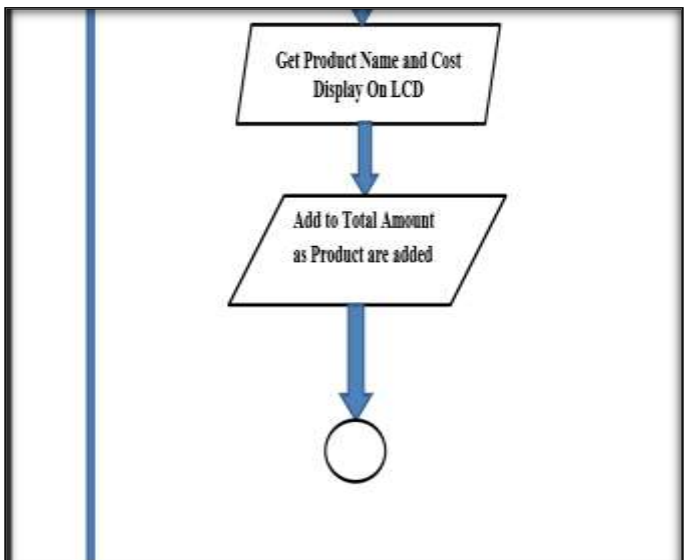 Get Product Name and Cost
Display On LCD
Add to Total Amount
as Product are added